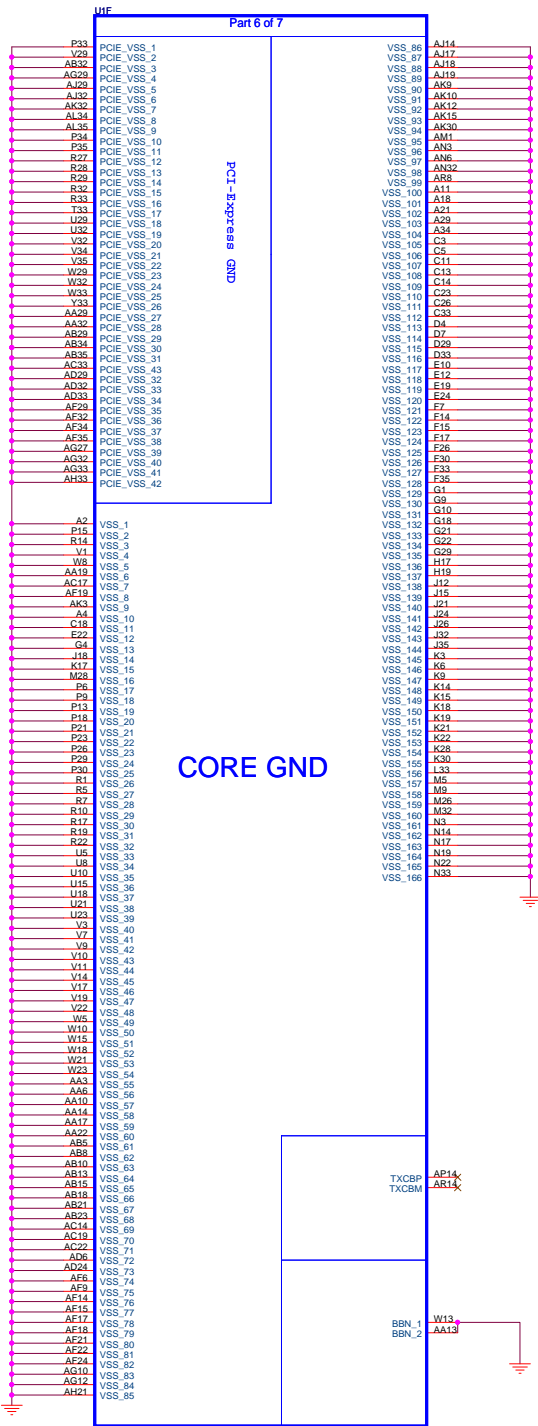 U1F
Part 6 of 7
P33 PCIE_VSS_1
V29 PCIE_VSS_2
AB32 PCIE_VSS_3
AG29 PCIE_VSS_4
AJ29 PCIE_VSS_5
AJ32 PCIE_VSS_6
AK32 PCIE_VSS_7
AL34 PCIE_VSS_8
AL35 PCIE_VSS_9
P34 PCIE_VSS_10
P35 PCIE_VSS_11
R27 PCIE_VSS_12
R28 PCIE_VSS_13
R29 PCIE_VSS_14
R32 PCIE_VSS_15
R33 PCIE_VSS_16
T33 PCIE_VSS_17
U29 PCIE_VSS_18
U32 PCIE_VSS_19
V32 PCIE_VSS_20
V34 PCIE_VSS_21
V35 PCIE_VSS_22
W29 PCIE_VSS_23
W32 PCIE_VSS_24
W33 PCIE_VSS_25
Y33 PCIE_VSS_26
AA29 PCIE_VSS_27
AA32 PCIE_VSS_28
AB29 PCIE_VSS_29
AB34 PCIE_VSS_30
AB35 PCIE_VSS_31
AC33 PCIE_VSS_43
AD29 PCIE_VSS_32
AD32 PCIE_VSS_33
AD33 PCIE_VSS_34
AF29 PCIE_VSS_35
AF32 PCIE_VSS_36
AF34 PCIE_VSS_37
AF35 PCIE_VSS_38
AG27 PCIE_VSS_39
AG32 PCIE_VSS_40
AG33 PCIE_VSS_41
AH33 PCIE_VSS_42
PCI-Express GND
A2 VSS_1
P15 VSS_2
R14 VSS_3
V1 VSS_4
W8 VSS_5
AA19 VSS_6
AC17 VSS_7
AF19 VSS_8
AK3 VSS_9
A4 VSS_10
C18 VSS_11
E22 VSS_12
G4 VSS_13
J18 VSS_14
K17 VSS_15
M28 VSS_16
P6 VSS_17
P9 VSS_18
P13 VSS_19
P18 VSS_20
P21 VSS_21
P23 VSS_22
P26 VSS_23
P29 VSS_24
P30 VSS_25
R1 VSS_26
R5 VSS_27
R7 VSS_28
R10 VSS_29
R17 VSS_30
R19 VSS_31
R22 VSS_32
U5 VSS_33
U8 VSS_34
U10 VSS_35
U15 VSS_36
U18 VSS_37
U21 VSS_38
U23 VSS_39
V3 VSS_40
V7 VSS_41
V9 VSS_42
V10 VSS_43
V11 VSS_44
V14 VSS_45
V17 VSS_46
V19 VSS_47
V22 VSS_48
W5 VSS_49
W10 VSS_50
W15 VSS_51
W18 VSS_52
W21 VSS_53
W23 VSS_54
AA3 VSS_55
AA6 VSS_56
AA10 VSS_57
AA14 VSS_58
AA17 VSS_59
AA22 VSS_60
AB5 VSS_61
AB8 VSS_62
AB10 VSS_63
AB13 VSS_64
AB15 VSS_65
AB18 VSS_66
AB21 VSS_67
AB23 VSS_68
AC14 VSS_69
AC19 VSS_70
AC22 VSS_71
AD6 VSS_72
AD24 VSS_73
AF6 VSS_74
AF9 VSS_75
AF14 VSS_76
AF15 VSS_77
AF17 VSS_78
AF18 VSS_79
AF21 VSS_80
AF22 VSS_81
AF24 VSS_82
AG10 VSS_83
AG12 VSS_84
AH21 VSS_85
CORE GND
VSS_86 AJ14
VSS_87 AJ17
VSS_88 AJ18
VSS_89 AJ19
VSS_90 AK9
VSS_91 AK10
VSS_92 AK12
VSS_93 AK15
VSS_94 AK30
VSS_95 AM1
VSS_96 AN3
VSS_97 AN6
VSS_98 AN32
VSS_99 AR8
VSS_100 A11
VSS_101 A18
VSS_102 A21
VSS_103 A29
VSS_104 A34
VSS_105 C3
VSS_106 C5
VSS_107 C11
VSS_108 C13
VSS_109 C14
VSS_110 C23
VSS_111 C26
VSS_112 C33
VSS_113 D4
VSS_114 D7
VSS_115 D29
VSS_116 D33
VSS_117 E10
VSS_118 E12
VSS_119 E19
VSS_120 E24
VSS_121 F7
VSS_122 F14
VSS_123 F15
VSS_124 F17
VSS_125 F26
VSS_126 F30
VSS_127 F33
VSS_128 F35
VSS_129 G1
VSS_130 G9
VSS_131 G10
VSS_132 G18
VSS_133 G21
VSS_134 G22
VSS_135 G29
VSS_136 H17
VSS_137 H19
VSS_138 J12
VSS_139 J15
VSS_140 J21
VSS_141 J24
VSS_142 J26
VSS_143 J32
VSS_144 J35
VSS_145 K3
VSS_146 K6
VSS_147 K9
VSS_148 K14
VSS_149 K15
VSS_150 K18
VSS_151 K19
VSS_152 K21
VSS_153 K22
VSS_154 K28
VSS_155 K30
VSS_156 L33
VSS_157 M5
VSS_158 M9
VSS_159 M26
VSS_160 M32
VSS_161 N3
VSS_162 N14
VSS_163 N17
VSS_164 N19
VSS_165 N22
VSS_166 N33
TXCBP AP14
TXCBM AR14
BBN_1 W13
BBN_2 AA13